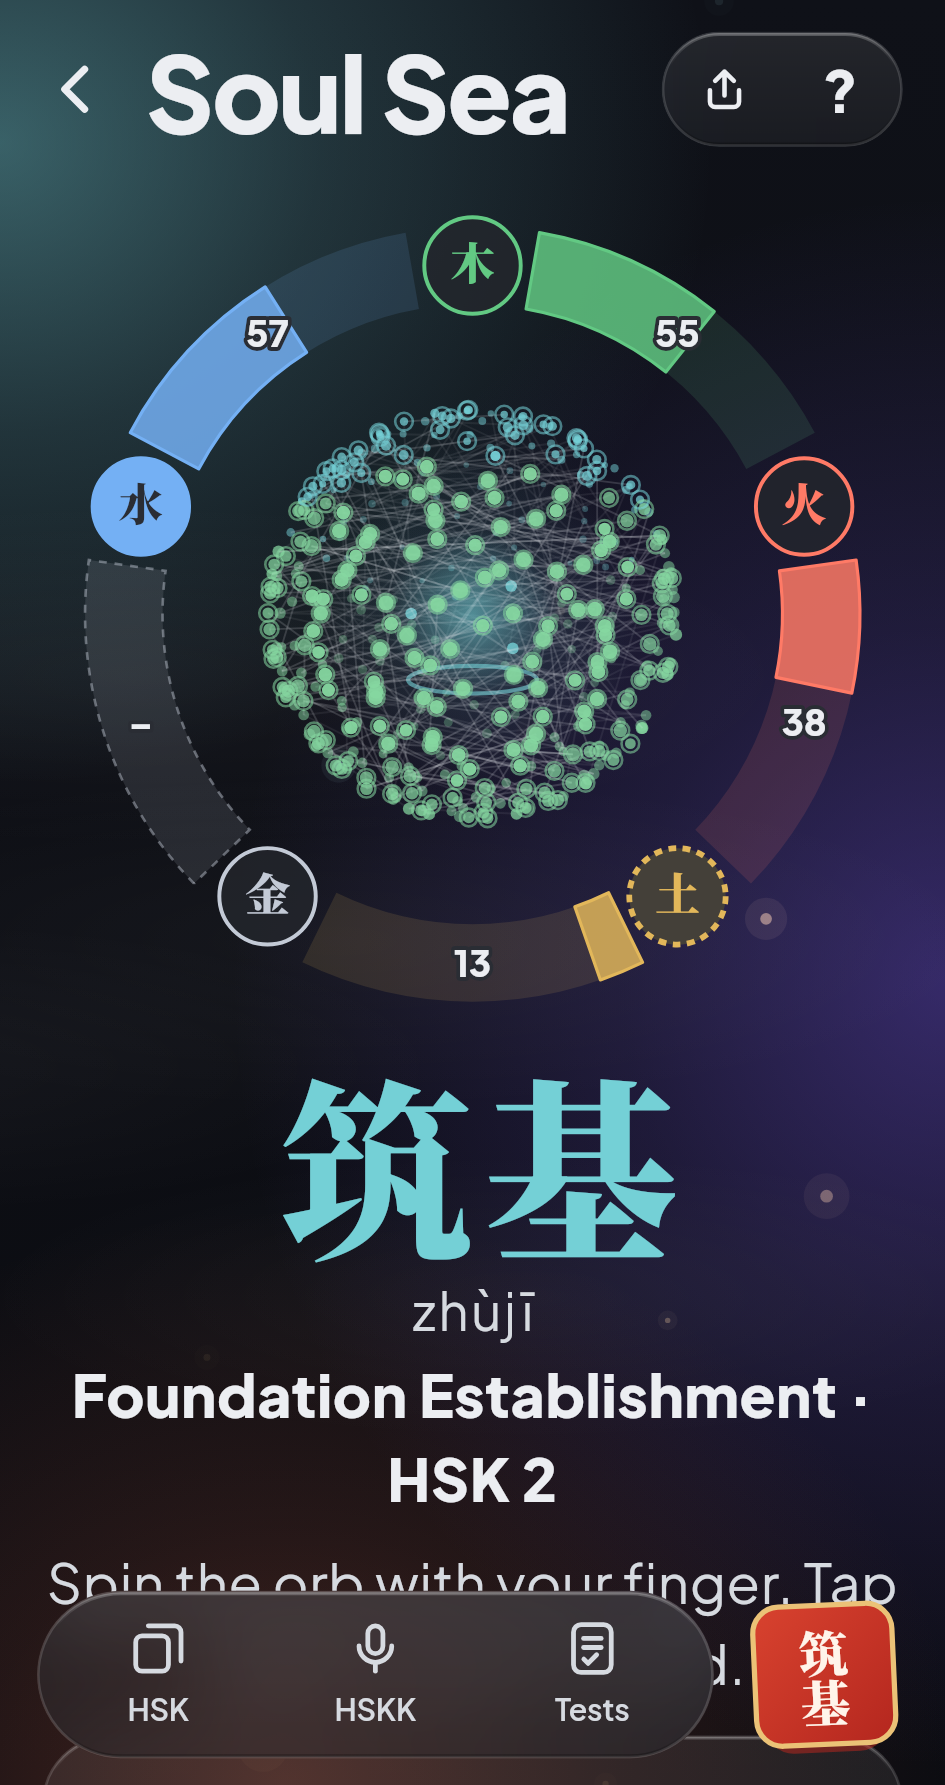 Soul Sea
?
木
57
55
水
火
–
38
金
土
13
筑基
zhùjī
Foundation Establishment ·
HSK 2
Spin the orb with your finger. Tap
d.
HSK
HSKK
Tests
筑
基